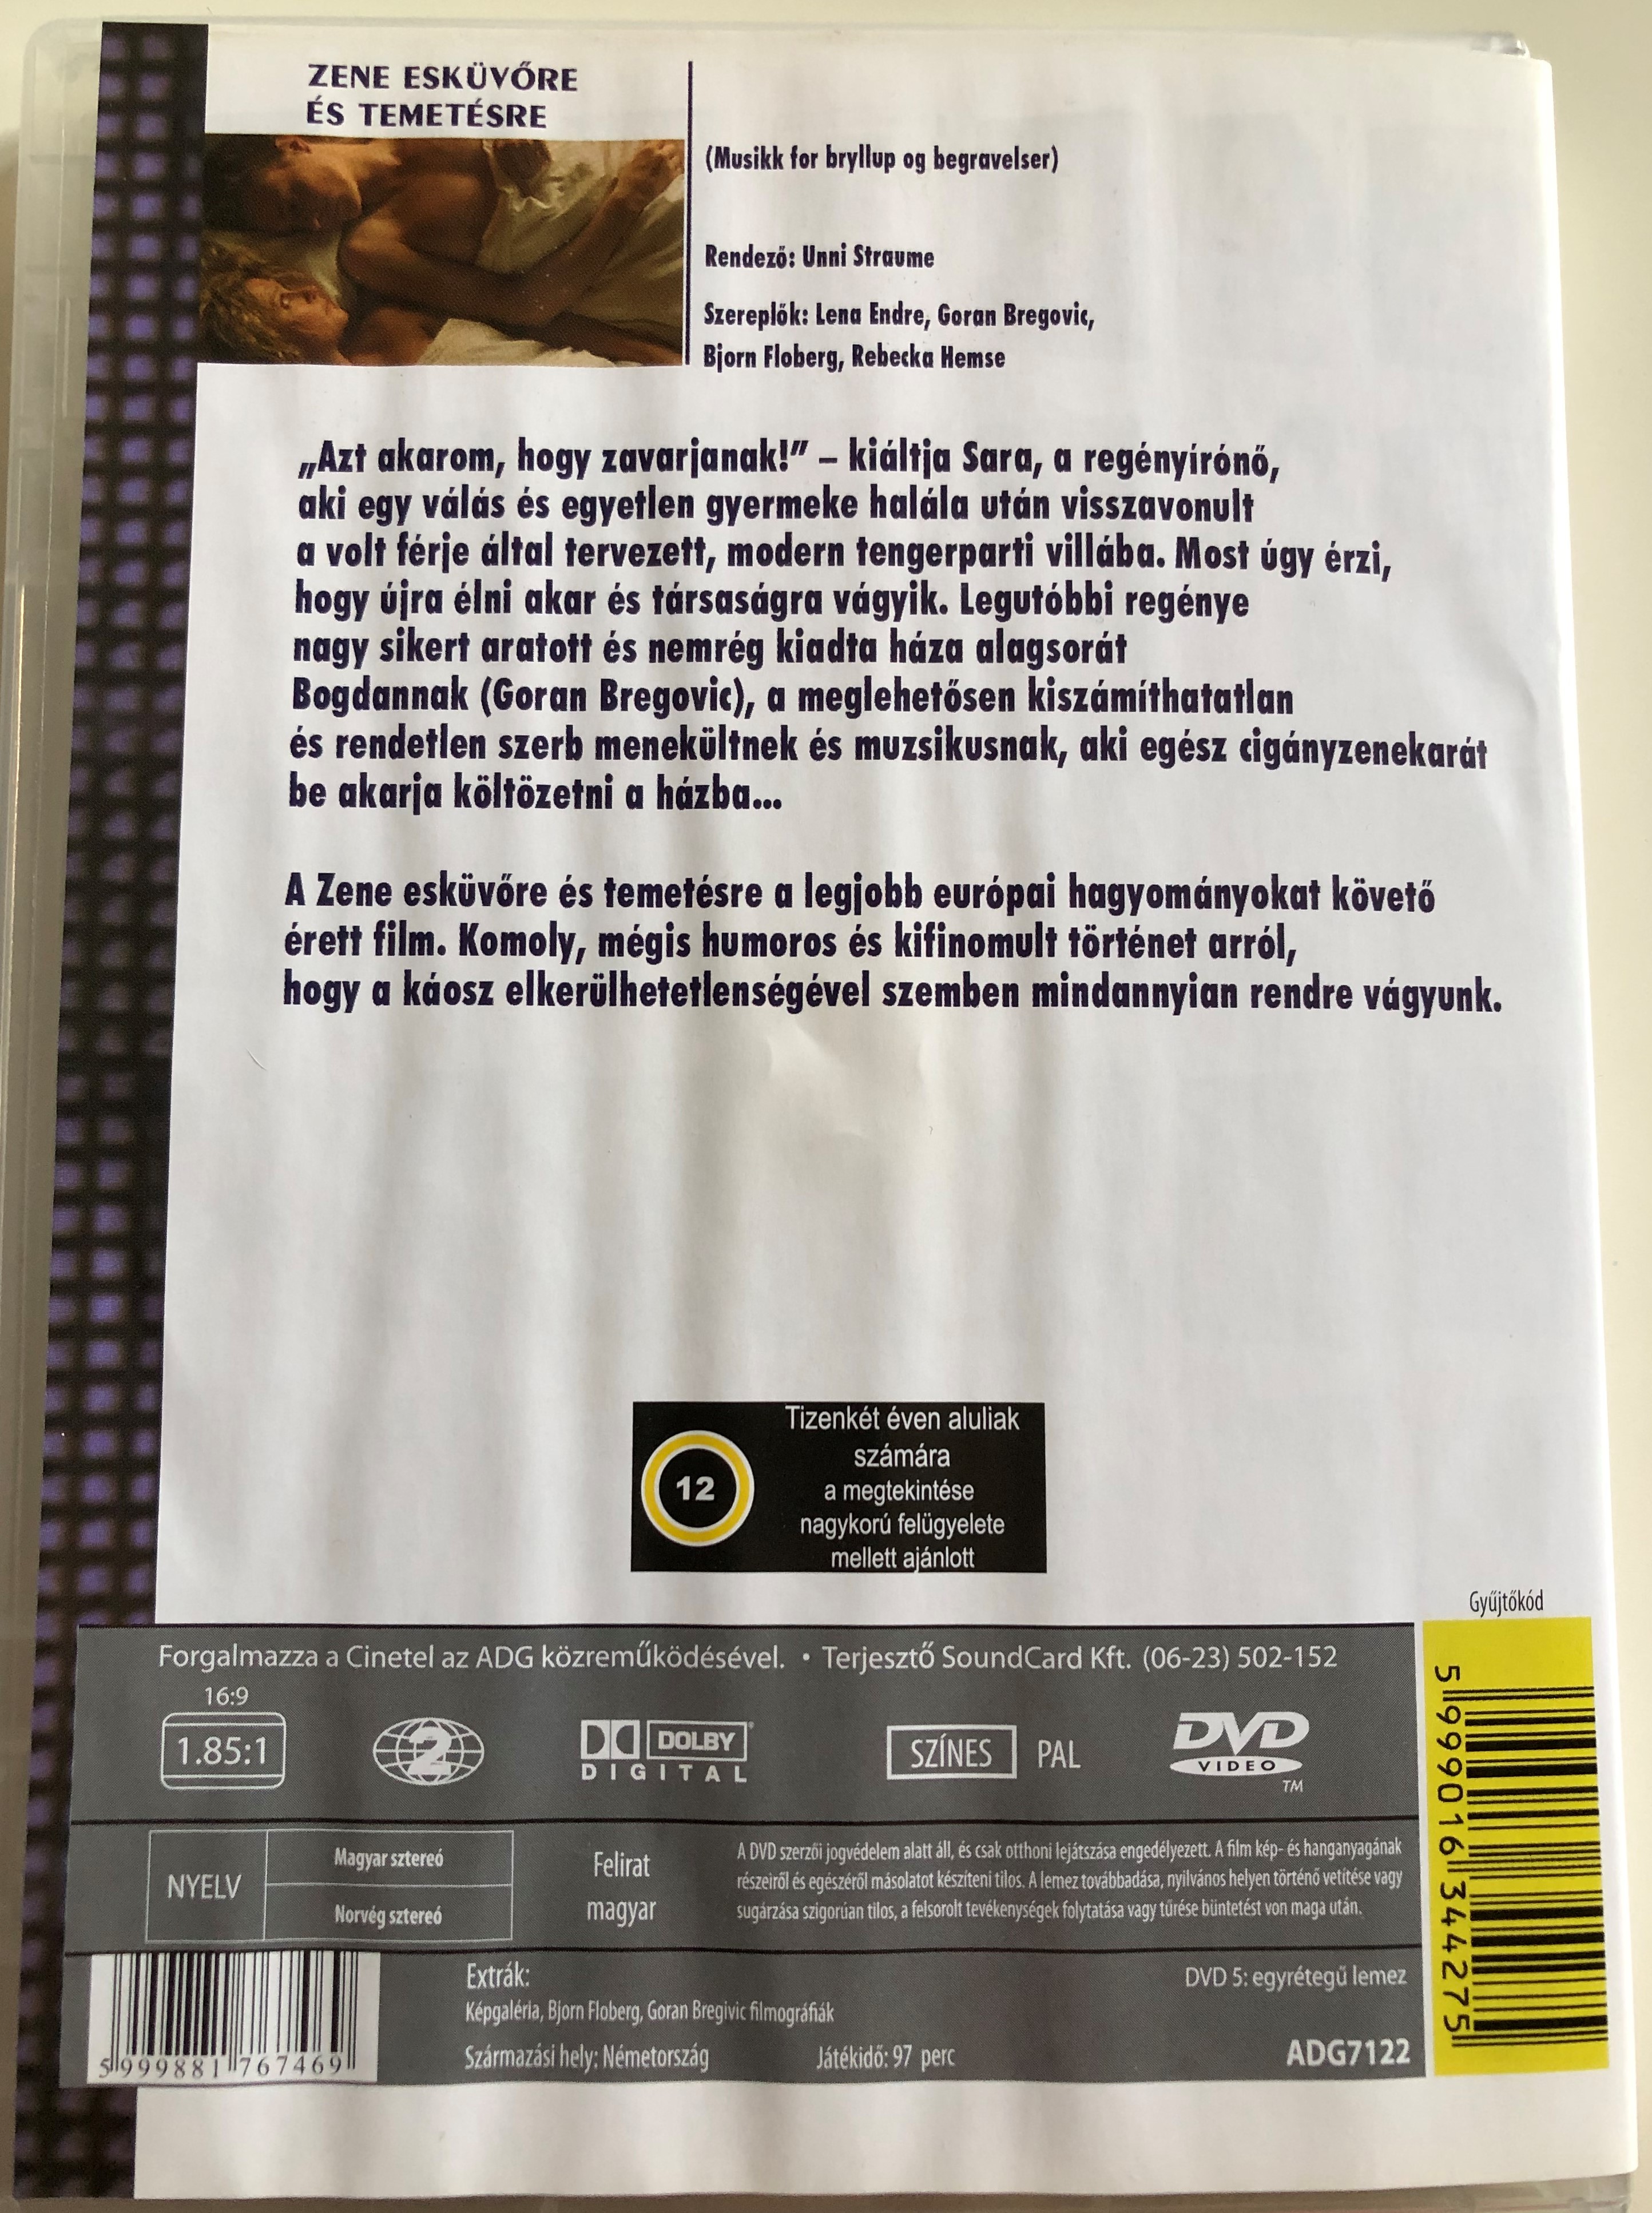 ZENE ESKÜVŐRE
ÉS TEMETÉSRE
(Musikk for bryllup og begravelser)
Rendező: Unni Straume
Szereplők: Lena Endre, Goran Bregovic,
Bjorn Floberg, Rebecka Hemse
„Azt akarom, hogy zavarjanak!” – kiáltja Sara, a regényírónő,
aki egy válás és egyetlen gyermeke halála után visszavonult
a volt férje által tervezett, modern tengerparti villába. Most úgy érzi,
hogy újra élni akar és társaságra vágyik. Legutóbbi regénye
nagy sikert aratott és nemrég kiadta háza alagsorát
Bogdannak (Goran Bregovic), a meglehetősen kiszámíthatatlan
és rendetlen szerb menekültnek és muzsikusnak, aki egész cigányzenekarát
be akarja költözetni a házba...
A Zene esküvőre és temetésre a legjobb európai hagyományokat követő
érett film. Komoly, mégis humoros és kifinomult történet arról,
hogy a káosz elkerülhetetlenségével szemben mindannyian rendre vágyunk.
12
Tizenkét éven aluliak
számára
a megtekintése
nagykorú felügyelete
mellett ajánlott
Gyűjtőkód
Forgalmazza a Cinetel az ADG közreműködésével. • Terjesztő SoundCard Kft. (06-23) 502-152
16:9
1.85:1
2
DOLBY
DIGITAL
SZÍNES
PAL
DVD
VIDEO
TM
5 999016 344275
NYELV
Magyar sztereó
Norvég sztereó
Felirat
magyar
A DVD szerzői jogvédelem alatt áll, és csak otthoni lejátszása engedélyezett. A film kép- és hanganyagának
részeiről és egészéről másolatot készíteni tilos. A lemez továbbadása, nyilvános helyen történő vetítése vagy
sugárzása szigorúan tilos, a felsorolt tevékenységek folytatása vagy tűrése büntetést von maga után.
5 999881 767469
Extrák:
Képgaléria, Bjorn Floberg, Goran Bregivic filmográfiák
Származási hely: Németország
Játékidő: 97 perc
DVD 5: egyrétegű lemez
ADG7122